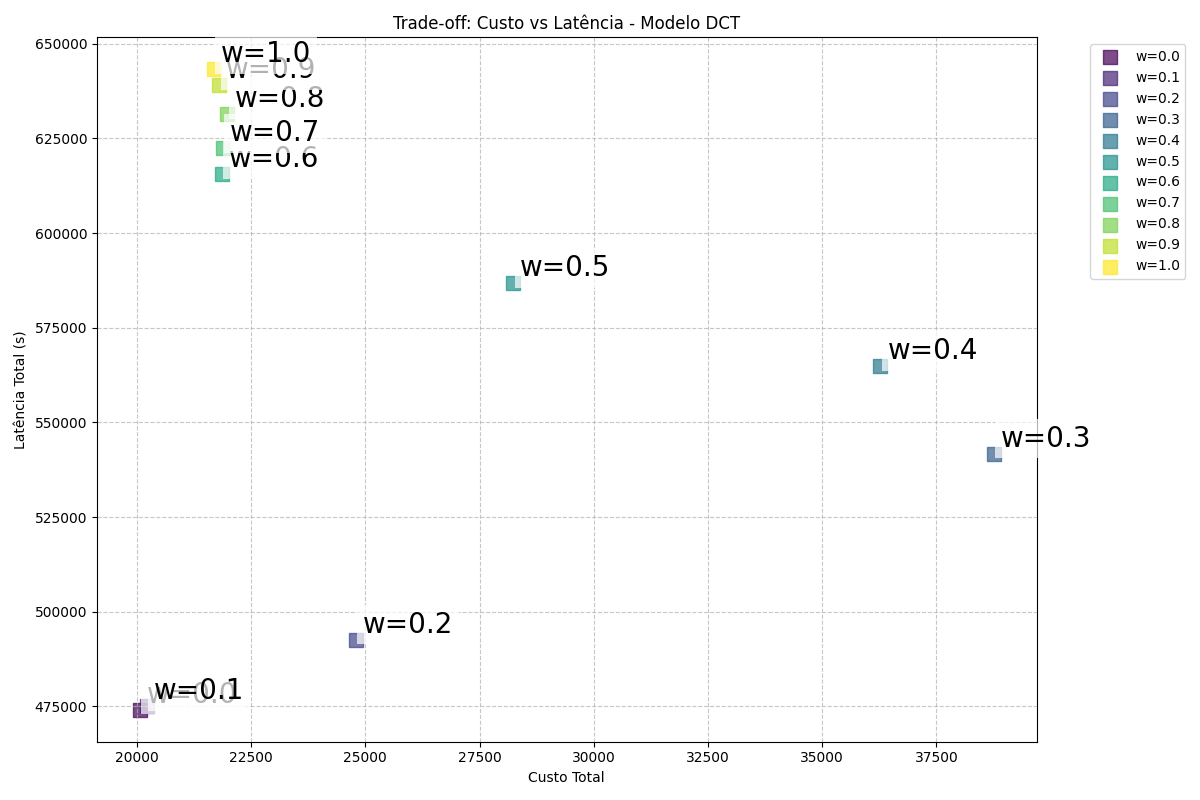 Trade-off: Custo vs Latência - Modelo DCT
650000
625000
600000
575000
550000
525000
500000
475000
Latência Total (s)
w=1.0
w=0.9
w=0.8
w=0.7
w=0.6
w=0.5
w=0.4
w=0.3
w=0.2
w=0.1
w=0.0
20000
22500
25000
27500
30000
32500
35000
37500
Custo Total
w=0.0
w=0.1
w=0.2
w=0.3
w=0.4
w=0.5
w=0.6
w=0.7
w=0.8
w=0.9
w=1.0